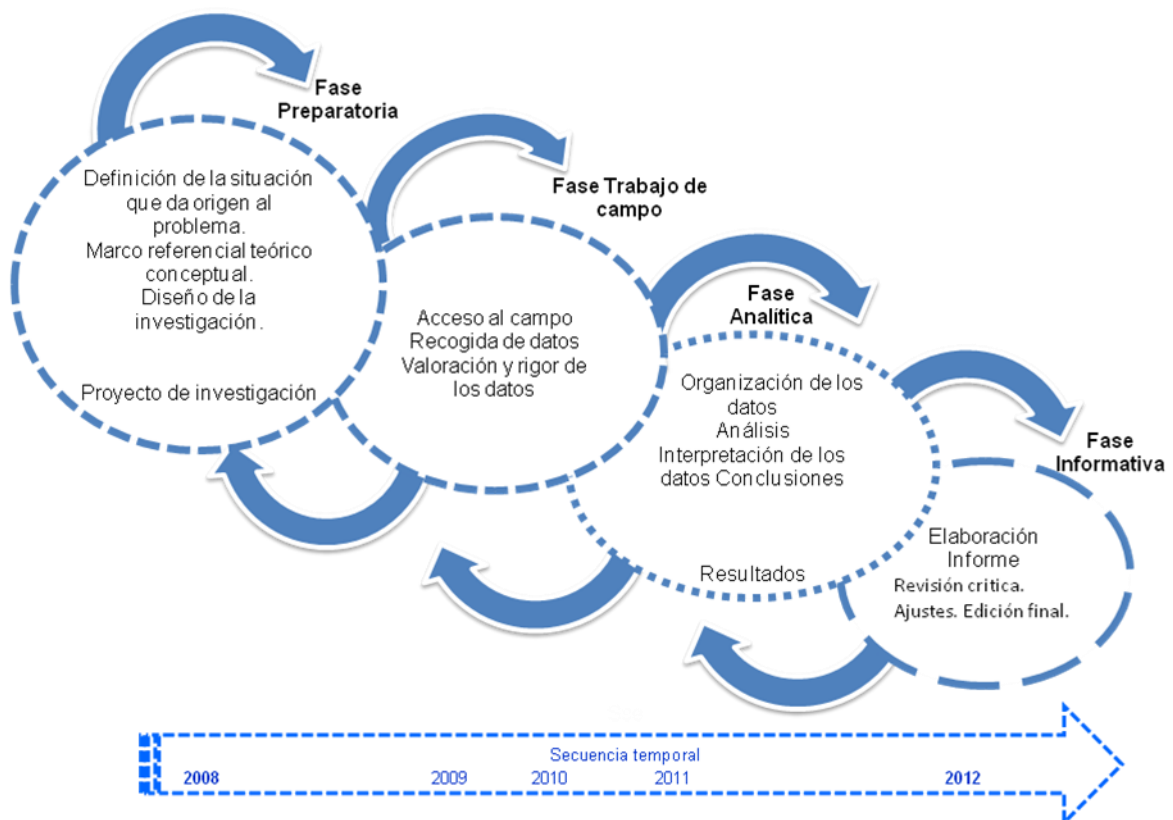 Fase
Preparatoria
Definición de la situación
que da origen al
problema.
Marco referencial teórico
conceptual.
Diseño de la
investigación.
Proyecto de investigación
Fase Trabajo de
campo
Acceso al campo
Recogida de datos
Valoración y rigor de
los datos
Fase
Analítica
Organización de los
datos
Análisis
Interpretación de los
datos Conclusiones
Resultados
Fase
Informativa
Elaboración
Informe
Revisión critica.
Ajustes. Edición final.
Secuencia temporal
2008 2009 2010 2011 2012